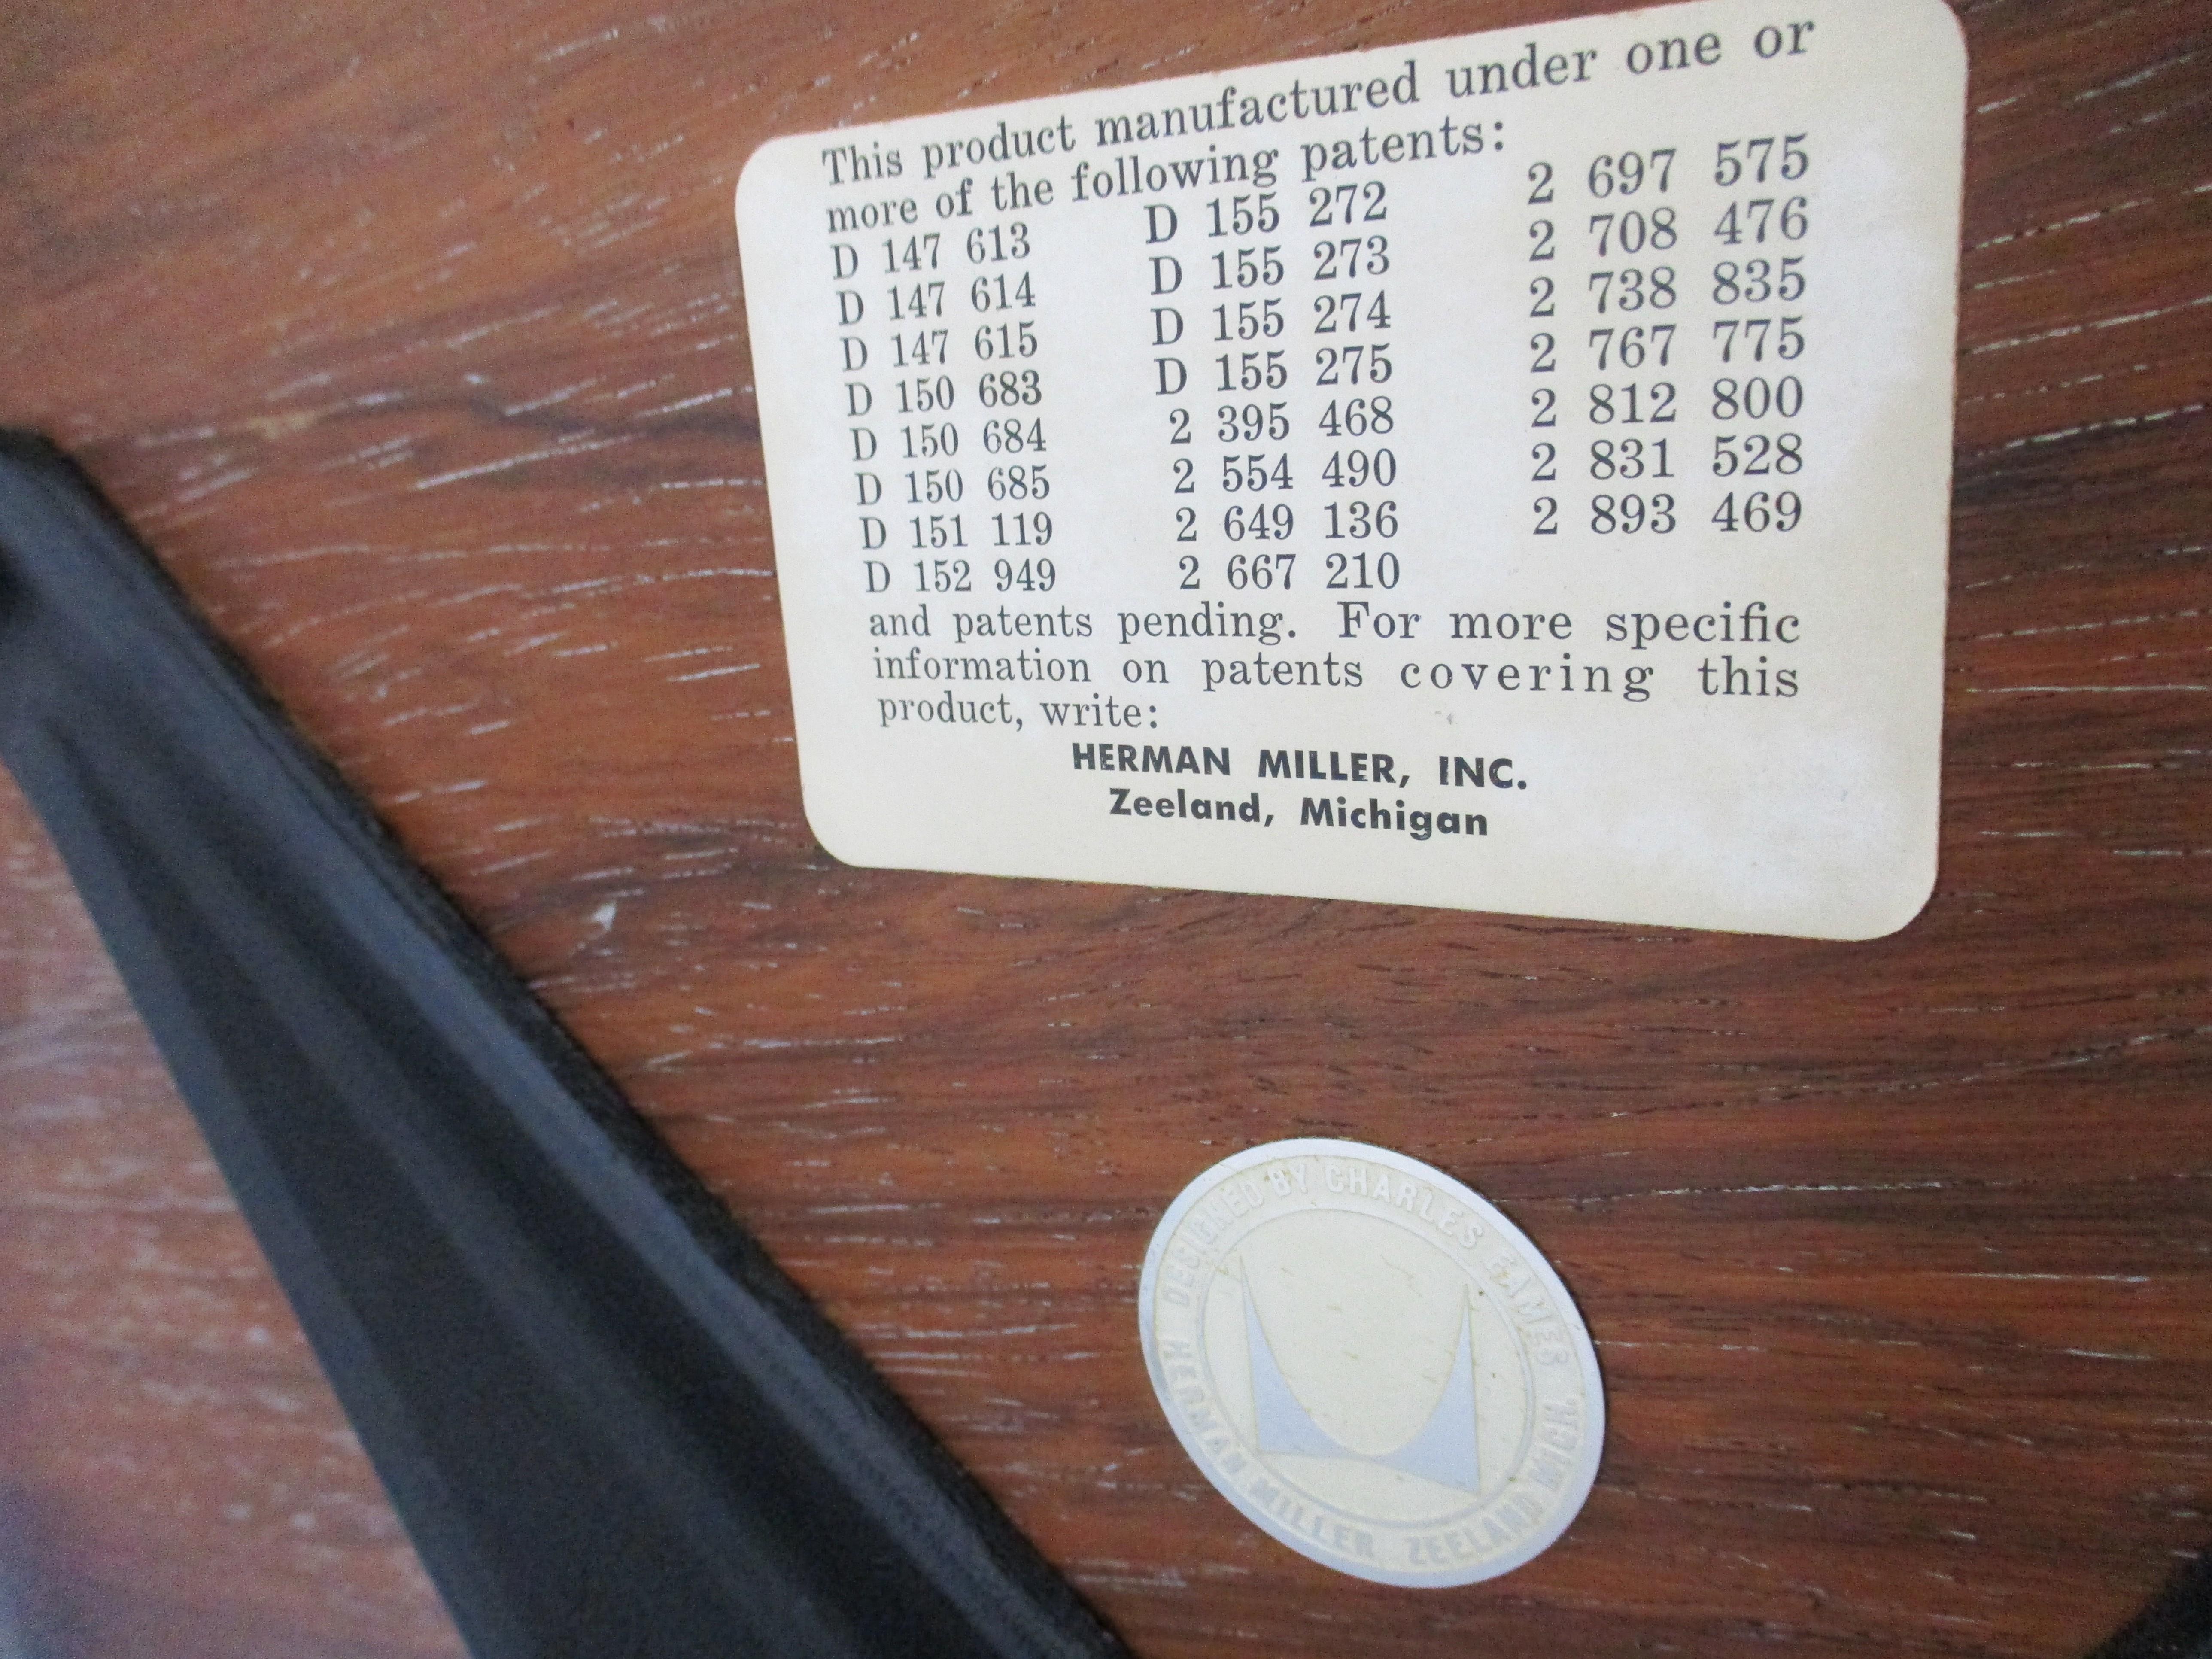 This product manufactured under one or
more of the following patents:
D 147 613 D 155 272 2 697 575
D 147 614 D 155 273 2 708 476
D 147 615 D 155 274 2 738 835
D 150 683 D 155 275 2 767 775
D 150 684 2 395 468 2 812 800
D 150 685 2 554 490 2 831 528
D 151 119 2 649 136 2 893 469
D 152 949 2 667 210
and patents pending. For more specific
information on patents covering this
product, write:
HERMAN MILLER, INC.
Zeeland, Michigan
DESIGNED BY CHARLES EAMES
HERMAN MILLER ZEELAND MICH.